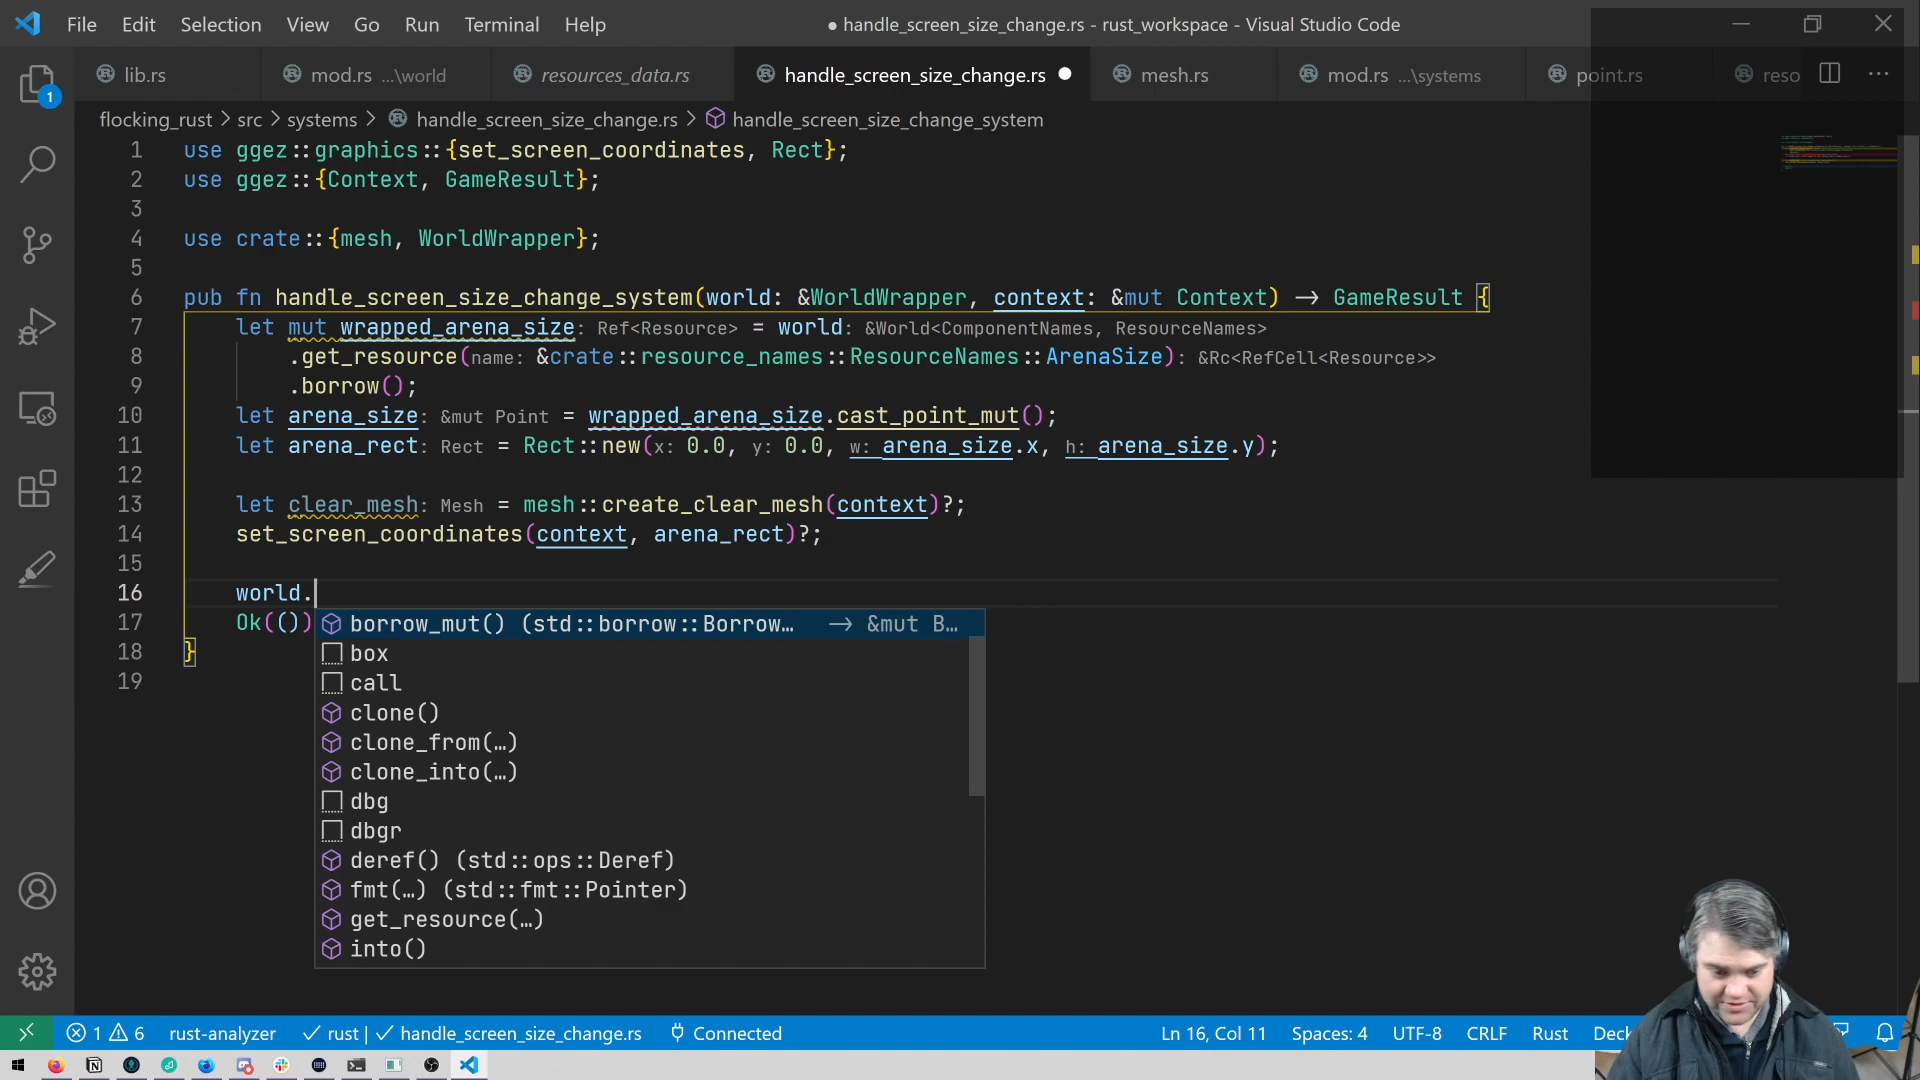 File Edit Selection View Go Run Terminal Help
● handle_screen_size_change.rs - rust_workspace - Visual Studio Code
lib.rs
mod.rs ...\world
resources_data.rs
handle_screen_size_change.rs
mesh.rs
mod.rs ...\systems
point.rs
reso
1
flocking_rust > src > systems > handle_screen_size_change.rs > handle_screen_size_change_system
1 use ggez::graphics::{set_screen_coordinates, Rect};
2 use ggez::{Context, GameResult};
3
4 use crate::{mesh, WorldWrapper};
5
6 pub fn handle_screen_size_change_system(world: &WorldWrapper, context: &mut Context) -> GameResult {
7 let mut wrapped_arena_size: Ref<Resource> = world: &World<ComponentNames, ResourceNames>
8 .get_resource(name: &crate::resource_names::ResourceNames::ArenaSize): &Rc<RefCell<Resource>>
9 .borrow();
10 let arena_size: &mut Point = wrapped_arena_size.cast_point_mut();
11 let arena_rect: Rect = Rect::new(x: 0.0, y: 0.0, w: arena_size.x, h: arena_size.y);
12
13 let clear_mesh: Mesh = mesh::create_clear_mesh(context)?;
14 set_screen_coordinates(context, arena_rect)?;
15
16 world.
17 Ok(())
18 }
19
borrow_mut() (std::borrow::Borrow… -> &mut B…
box
call
clone()
clone_from(…)
clone_into(…)
dbg
dbgr
deref() (std::ops::Deref)
fmt(…) (std::fmt::Pointer)
get_resource(…)
into()
1 6 rust-analyzer ✓ rust | ✓ handle_screen_size_change.rs Connected Ln 16, Col 11 Spaces: 4 UTF-8 CRLF Rust